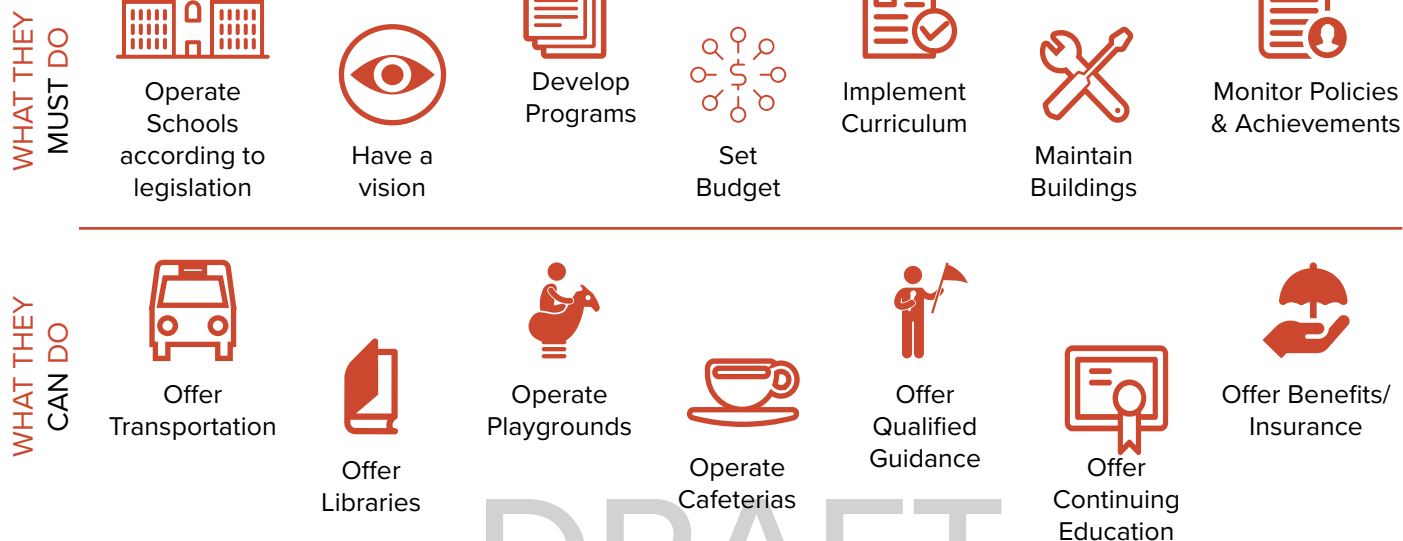 WHAT THEY
MUST DO
Operate
Schools
according to
legislation
Have a
vision
Develop
Programs
Set
Budget
Implement
Curriculum
Maintain
Buildings
Monitor Policies
& Achievements
WHAT THEY
CAN DO
Offer
Transportation
Offer
Libraries
Operate
Playgrounds
Operate
Cafeterias
Offer
Qualified
Guidance
Offer
Continuing
Education
Offer Benefits/
Insurance
DRAFT